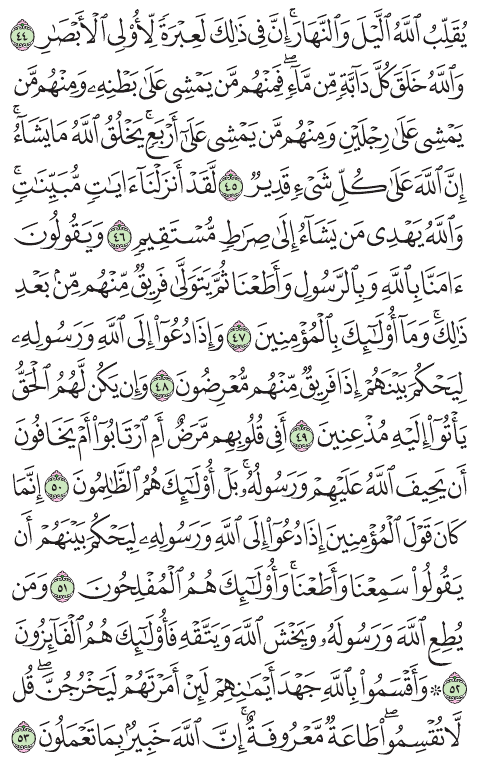 يُقَلِّبُ ٱللَّهُ ٱلَّيۡلَ وَٱلنَّهَارَۚ إِنَّ فِي ذَٰلِكَ لَعِبۡرَةٗ لِّأُوْلِي ٱلۡأَبۡصَٰرِ ٤٤
وَٱللَّهُ خَلَقَ كُلَّ دَآبَّةٖ مِّن مَّآءٖۖ فَمِنۡهُم مَّن يَمۡشِي عَلَىٰ بَطۡنِهِۦ وَمِنۡهُم مَّن
يَمۡشِي عَلَىٰ رِجۡلَيۡنِ وَمِنۡهُم مَّن يَمۡشِي عَلَىٰٓ أَرۡبَعٖۚ يَخۡلُقُ ٱللَّهُ مَا يَشَآءُۚ
إِنَّ ٱللَّهَ عَلَىٰ كُلِّ شَيۡءٖ قَدِيرٞ ٤٥ لَّقَدۡ أَنزَلۡنَآ ءَايَٰتٖ مُّبَيِّنَٰتٖۚ
وَٱللَّهُ يَهۡدِي مَن يَشَآءُ إِلَىٰ صِرَٰطٖ مُّسۡتَقِيمٖ ٤٦ وَيَقُولُونَ
ءَامَنَّا بِٱللَّهِ وَبِٱلرَّسُولِ وَأَطَعۡنَا ثُمَّ يَتَوَلَّىٰ فَرِيقٞ مِّنۡهُم مِّنۢ بَعۡدِ
ذَٰلِكَۚ وَمَآ أُوْلَٰٓئِكَ بِٱلۡمُؤۡمِنِينَ ٤٧ وَإِذَا دُعُوٓاْ إِلَى ٱللَّهِ وَرَسُولِهِۦ
لِيَحۡكُمَ بَيۡنَهُمۡ إِذَا فَرِيقٞ مِّنۡهُم مُّعۡرِضُونَ ٤٨ وَإِن يَكُن لَّهُمُ ٱلۡحَقُّ
يَأۡتُوٓاْ إِلَيۡهِ مُذۡعِنِينَ ٤٩ أَفِي قُلُوبِهِم مَّرَضٌ أَمِ ٱرۡتَابُوٓاْ أَمۡ يَخَافُونَ
أَن يَحِيفَ ٱللَّهُ عَلَيۡهِمۡ وَرَسُولُهُۥۚ بَلۡ أُوْلَٰٓئِكَ هُمُ ٱلظَّٰلِمُونَ ٥٠ إِنَّمَا
كَانَ قَوۡلَ ٱلۡمُؤۡمِنِينَ إِذَا دُعُوٓاْ إِلَى ٱللَّهِ وَرَسُولِهِۦ لِيَحۡكُمَ بَيۡنَهُمۡ أَن
يَقُولُواْ سَمِعۡنَا وَأَطَعۡنَاۚ وَأُوْلَٰٓئِكَ هُمُ ٱلۡمُفۡلِحُونَ ٥١ وَمَن
يُطِعِ ٱللَّهَ وَرَسُولَهُۥ وَيَخۡشَ ٱللَّهَ وَيَتَّقۡهِ فَأُوْلَٰٓئِكَ هُمُ ٱلۡفَآئِزُونَ
٥٢ ۞ وَأَقۡسَمُواْ بِٱللَّهِ جَهۡدَ أَيۡمَٰنِهِمۡ لَئِنۡ أَمَرۡتَهُمۡ لَيَخۡرُجُنَّۖ قُل
لَّا تُقۡسِمُواْۖ طَاعَةٞ مَّعۡرُوفَةٌۚ إِنَّ ٱللَّهَ خَبِيرُۢ بِمَا تَعۡمَلُونَ ٥٣